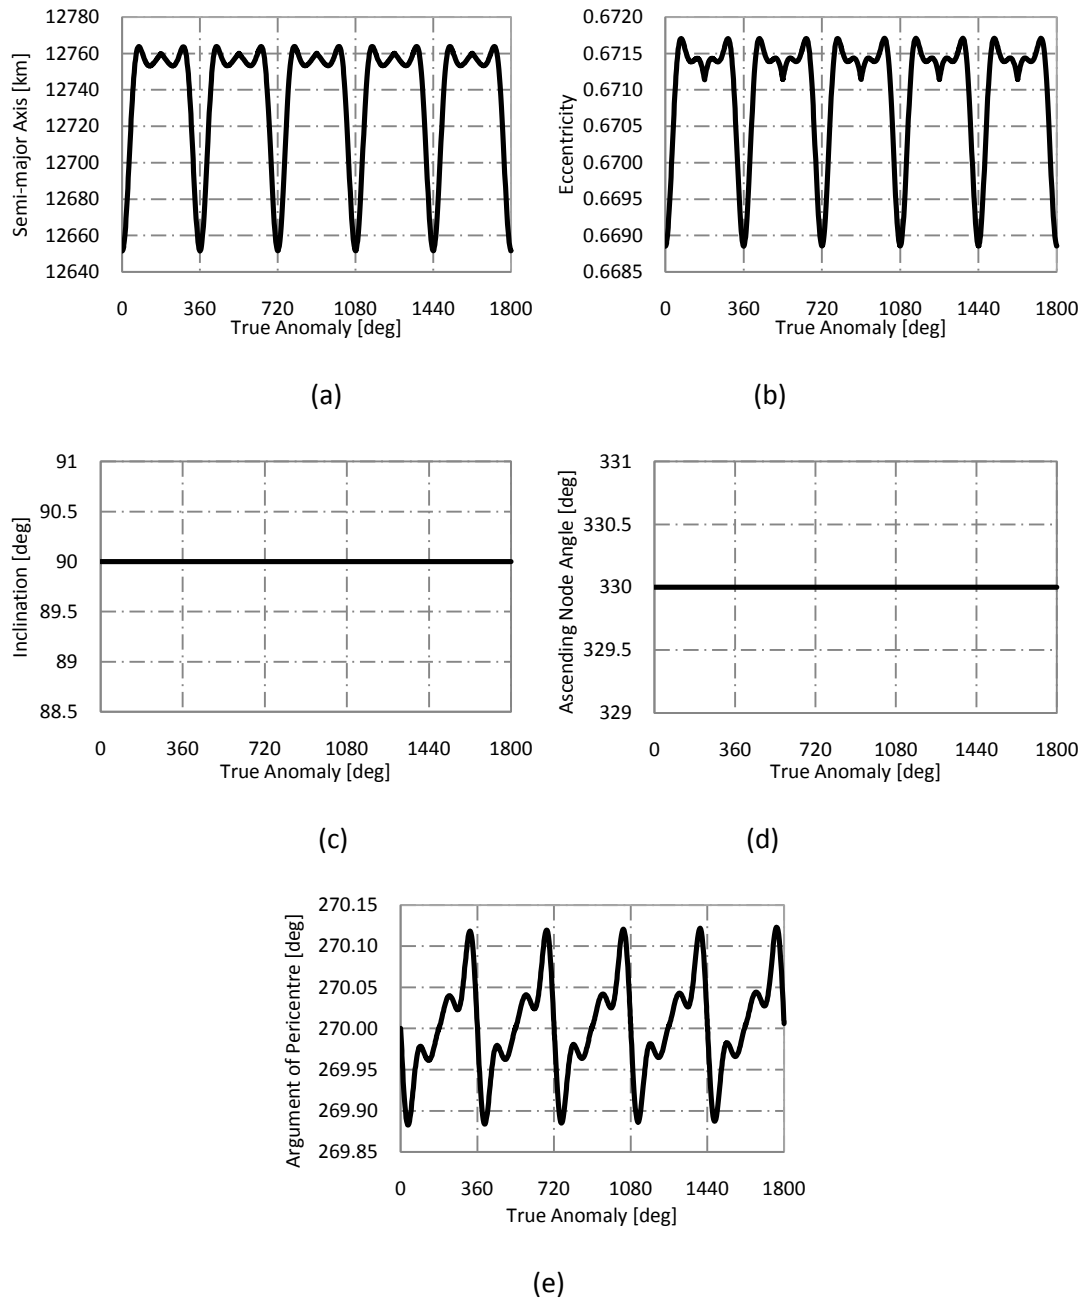 12780
12760
12740
12720
12700
12680
12660
12640
Semi-major Axis [km]
0 360 720 1080 1440 1800
True Anomaly [deg]
(a)
0.6720
0.6715
0.6710
0.6705
0.6700
0.6695
0.6690
0.6685
Eccentricity
0 360 720 1080 1440 1800
True Anomaly [deg]
(b)
91
90.5
90
89.5
89
88.5
Inclination [deg]
0 360 720 1080 1440 1800
True Anomaly [deg]
(c)
331
330.5
330
329.5
329
Ascending Node Angle [deg]
0 360 720 1080 1440 1800
True Anomaly [deg]
(d)
270.15
270.10
270.05
270.00
269.95
269.90
269.85
Argument of Pericentre [deg]
0 360 720 1080 1440 1800
True Anomaly [deg]
(e)